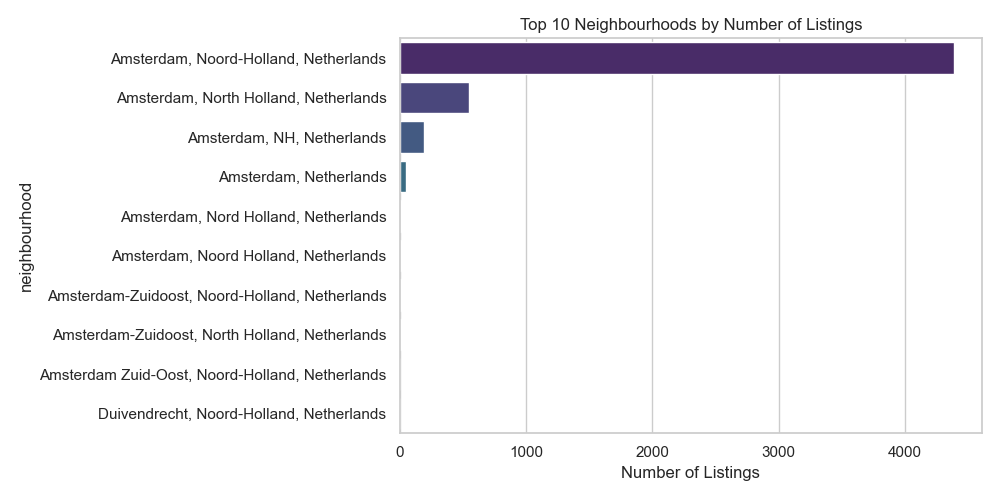 Top 10 Neighbourhoods by Number of Listings
neighbourhood
Amsterdam, Noord-Holland, Netherlands
Amsterdam, North Holland, Netherlands
Amsterdam, NH, Netherlands
Amsterdam, Netherlands
Amsterdam, Nord Holland, Netherlands
Amsterdam, Noord Holland, Netherlands
Amsterdam-Zuidoost, Noord-Holland, Netherlands
Amsterdam-Zuidoost, North Holland, Netherlands
Amsterdam Zuid-Oost, Noord-Holland, Netherlands
Duivendrecht, Noord-Holland, Netherlands
0 1000 2000 3000 4000
Number of Listings